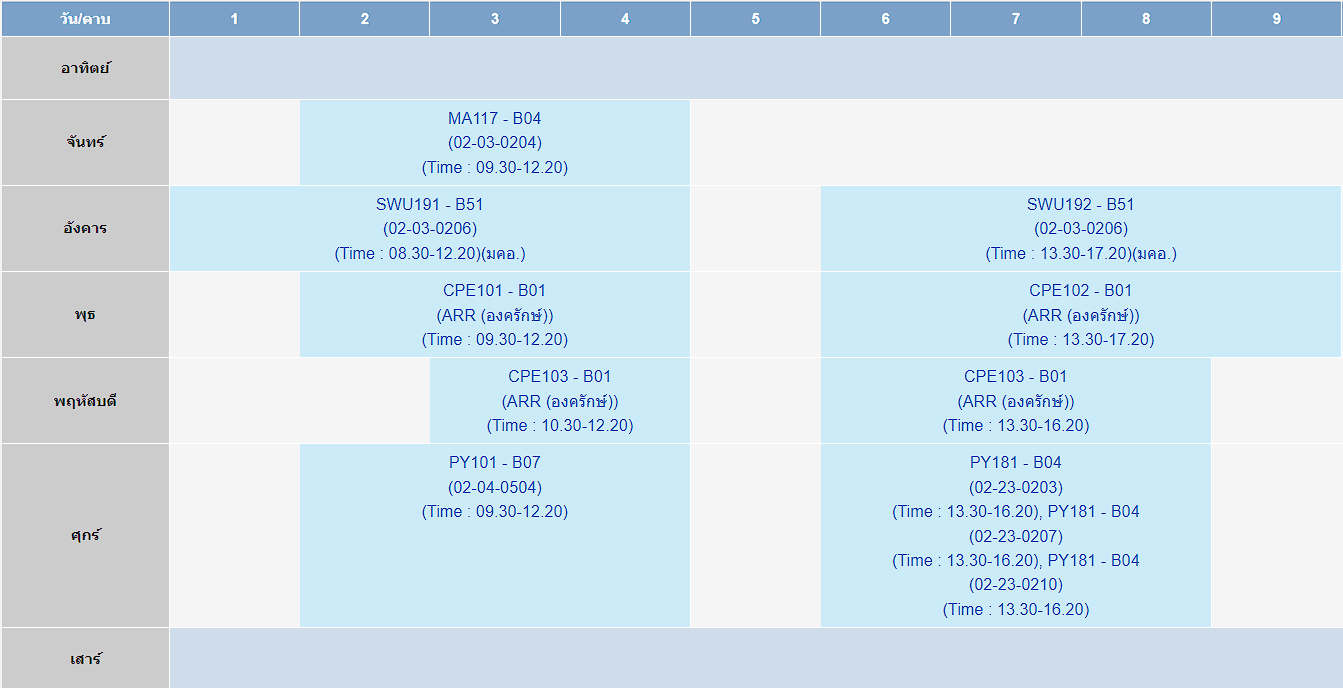 วัน/คาบ 1 2 3 4 5 6 7 8 9
อาทิตย์
จันทร์
MA117 - B04
(02-03-0204)
(Time : 09.30-12.20)
อังคาร
SWU191 - B51
(02-03-0206)
(Time : 08.30-12.20)(มคอ.)
SWU192 - B51
(02-03-0206)
(Time : 13.30-17.20)(มคอ.)
พุธ
CPE101 - B01
(ARR (องครักษ์))
(Time : 09.30-12.20)
CPE102 - B01
(ARR (องครักษ์))
(Time : 13.30-17.20)
พฤหัสบดี
CPE103 - B01
(ARR (องครักษ์))
(Time : 10.30-12.20)
CPE103 - B01
(ARR (องครักษ์))
(Time : 13.30-16.20)
ศุกร์
PY101 - B07
(02-04-0504)
(Time : 09.30-12.20)
PY181 - B04
(02-23-0203)
(Time : 13.30-16.20), PY181 - B04
(02-23-0207)
(Time : 13.30-16.20), PY181 - B04
(02-23-0210)
(Time : 13.30-16.20)
เสาร์